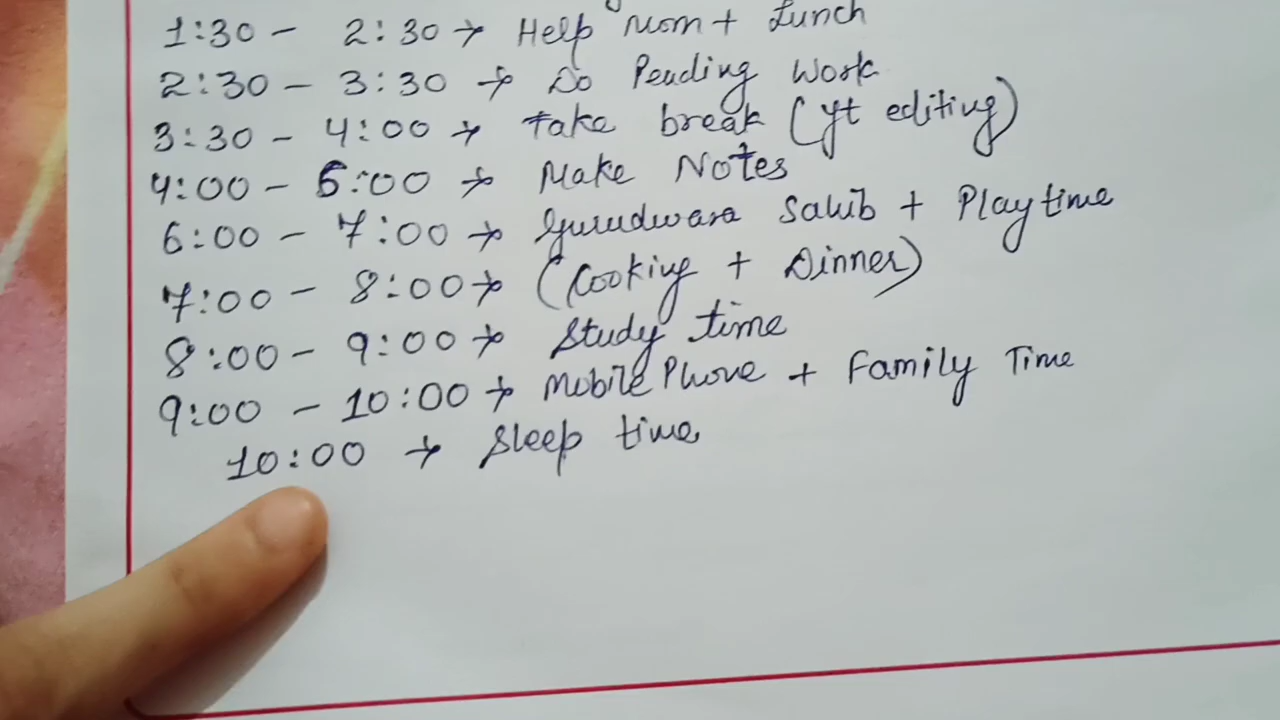 1:30 - 2:30 → Help Mom + Lunch
2:30 - 3:30 → Do Pending Work
3:30 - 4:00 → Take break (yt editing)
4:00 - 6:00 → Make Notes
6:00 - 7:00 → Gurudwara Sahib + Playtime
7:00 - 8:00 → (Cooking + Dinner)
8:00 - 9:00 → Study time
9:00 - 10:00 → Mobile Phone + Family Time
10:00 → Sleep time